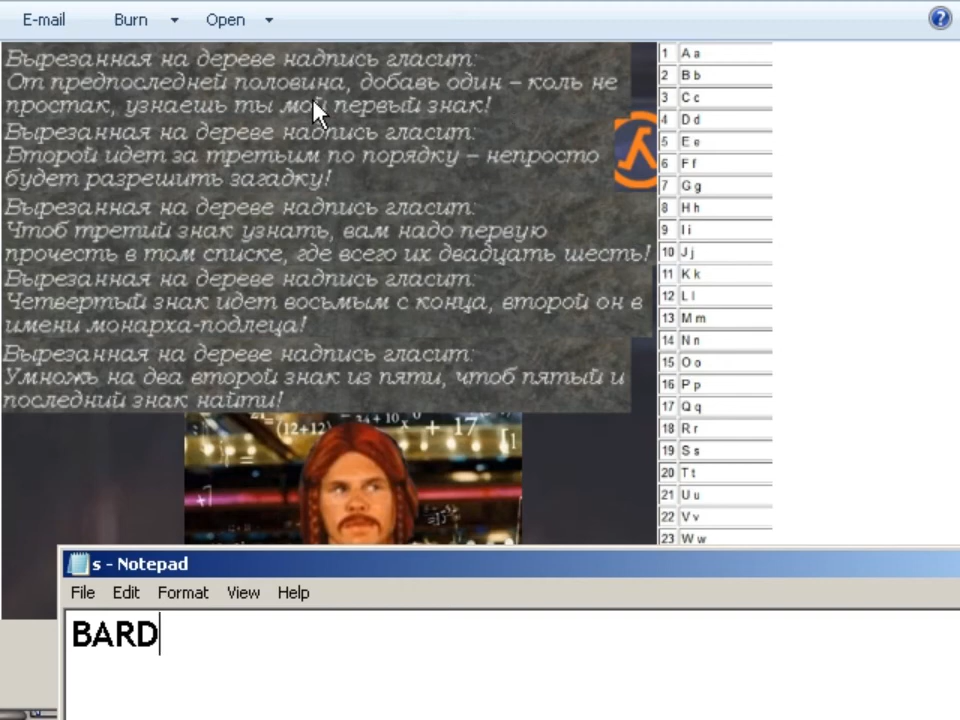 E-mail Burn Open
Вырезанная на дереве надпись гласит:
От предпоследней половина, добавь один – коль не
простак, узнаешь ты мой первый знак!
Вырезанная на дереве надпись гласит:
Второй идет за третьим по порядку – непросто
будет разрешить загадку!
Вырезанная на дереве надпись гласит:
Чтоб третий знак узнать, вам надо первую
прочесть в том списке, где всего их двадцать шесть!
Вырезанная на дереве надпись гласит:
Четвертый знак идет восьмым с конца, второй он в
имени монарха-подлеца!
Вырезанная на дереве надпись гласит:
Умножь на два второй знак из пяти, чтоб пятый и
последний знак найти!
1 A a
2 B b
3 C c
4 D d
5 E e
6 F f
7 G g
8 H h
9 I i
10 J j
11 K k
12 L l
13 M m
14 N n
15 O o
16 P p
17 Q q
18 R r
19 S s
20 T t
21 U u
22 V v
23 W w
(12+12) + 17
s - Notepad
File Edit Format View Help
BARD